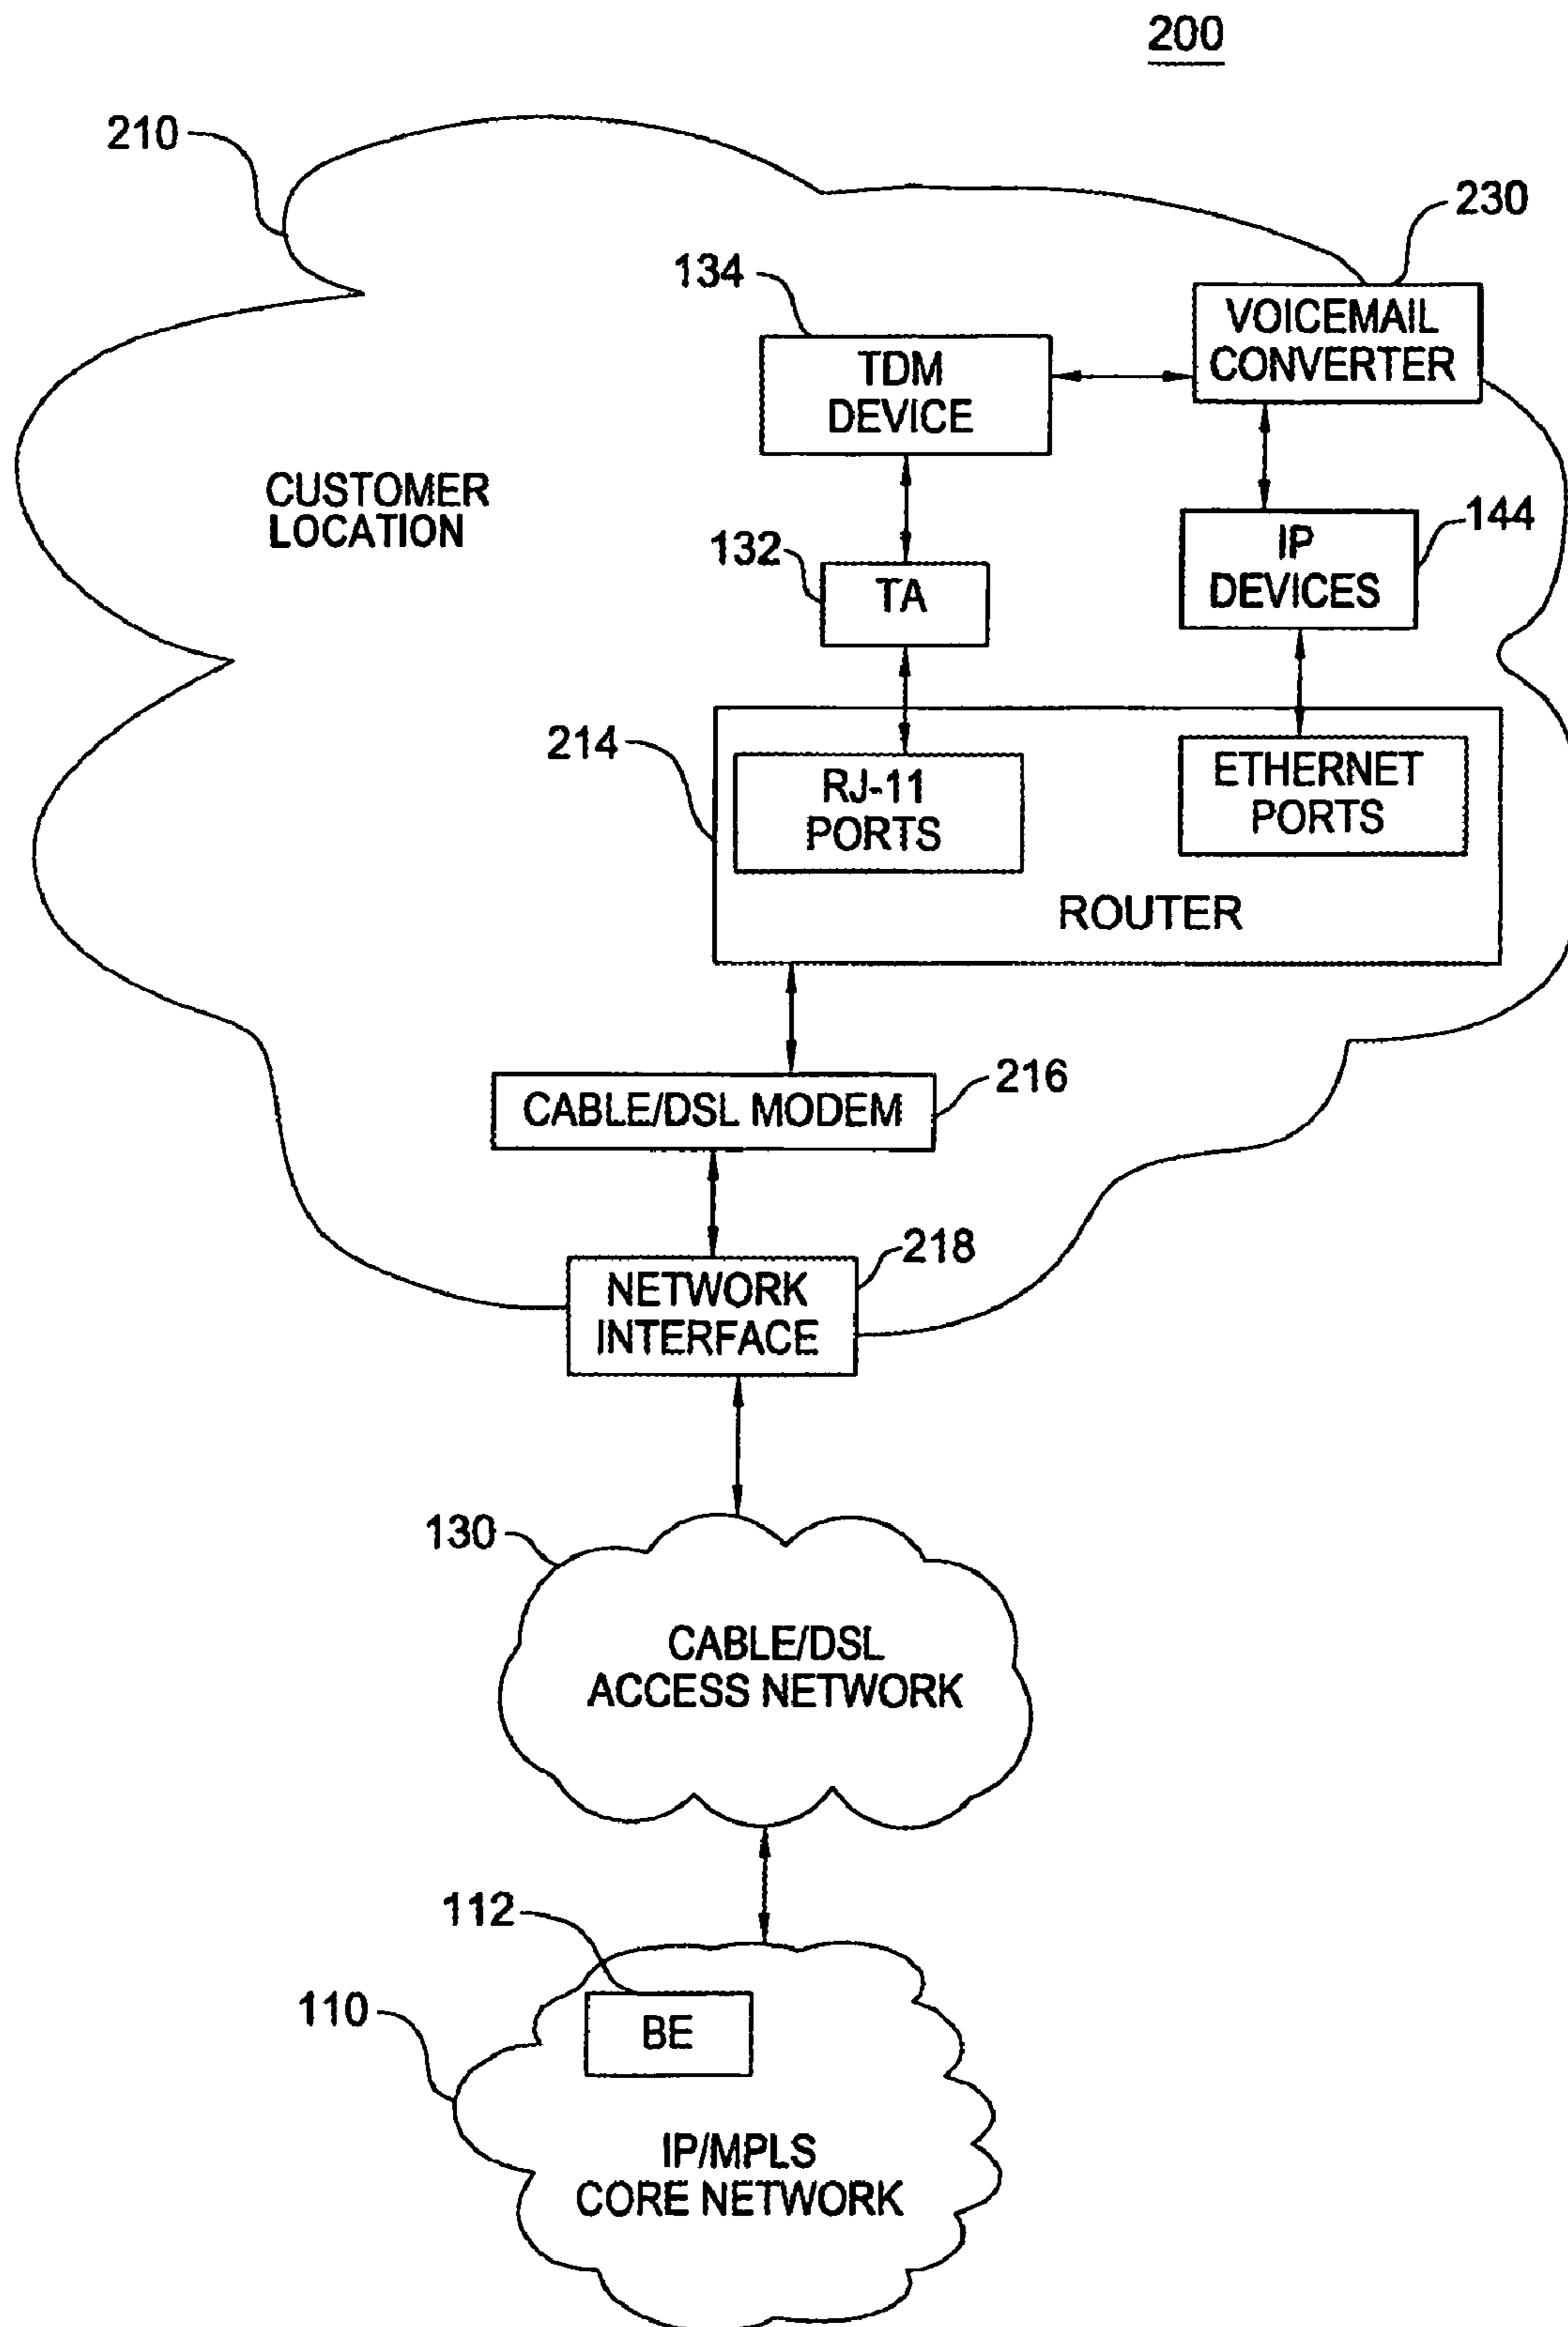 200
210
230
134
VOICEMAIL
CONVERTER
TDM
DEVICE
CUSTOMER
LOCATION
132
TA
144
IP
DEVICES
214
RJ-11
PORTS
ETHERNET
PORTS
ROUTER
216
CABLE/DSL MODEM
218
NETWORK
INTERFACE
130
CABLE/DSL
ACCESS NETWORK
112
110
BE
IP/MPLS
CORE NETWORK